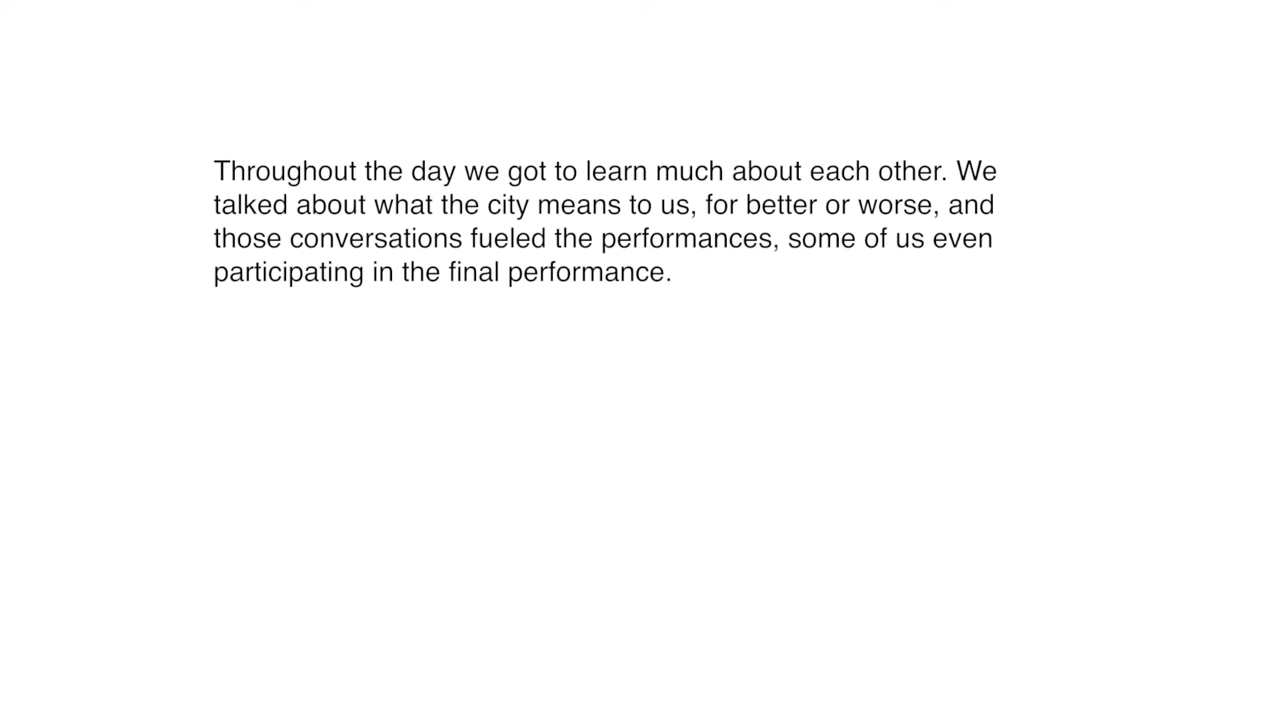 Throughout the day we got to learn much about each other. We
talked about what the city means to us, for better or worse, and
those conversations fueled the performances, some of us even
participating in the final performance.